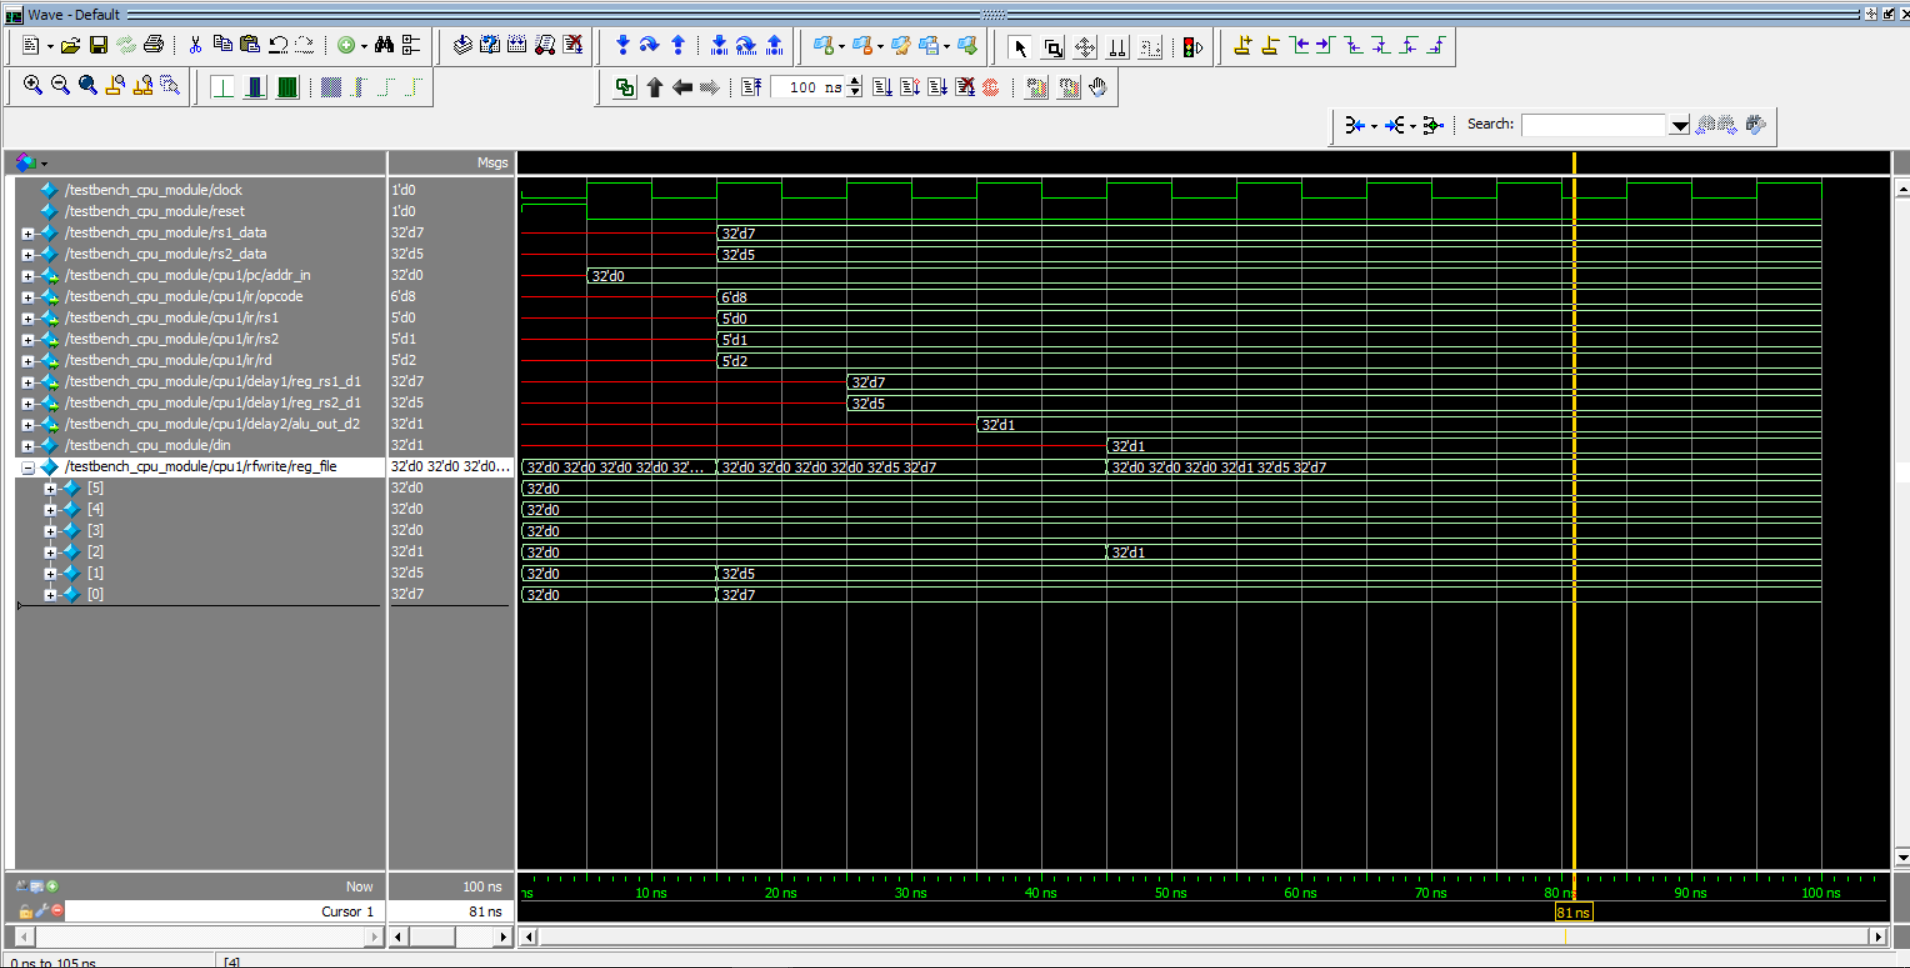 Wave - Default
100 ns
Search:
Msgs
/testbench_cpu_module/clock 1'd0
/testbench_cpu_module/reset 1'd0
/testbench_cpu_module/rs1_data 32'd7 32'd7
/testbench_cpu_module/rs2_data 32'd5 32'd5
/testbench_cpu_module/cpu1/pc/addr_in 32'd0 32'd0
/testbench_cpu_module/cpu1/ir/opcode 6'd8 6'd8
/testbench_cpu_module/cpu1/ir/rs1 5'd0 5'd0
/testbench_cpu_module/cpu1/ir/rs2 5'd1 5'd1
/testbench_cpu_module/cpu1/ir/rd 5'd2 5'd2
/testbench_cpu_module/cpu1/delay1/reg_rs1_d1 32'd7 32'd7
/testbench_cpu_module/cpu1/delay1/reg_rs2_d1 32'd5 32'd5
/testbench_cpu_module/cpu1/delay2/alu_out_d2 32'd1 32'd1
/testbench_cpu_module/din 32'd1 32'd1
/testbench_cpu_module/cpu1/rfwrite/reg_file 32'd0 32'd0 32'd0... 32'd0 32'd0 32'd0 32'd0 32'... 32'd0 32'd0 32'd0 32'd0 32'd5 32'd7 32'd0 32'd0 32'd0 32'd1 32'd5 32'd7
[5] 32'd0 32'd0
[4] 32'd0 32'd0
[3] 32'd0 32'd0
[2] 32'd1 32'd0 32'd1
[1] 32'd5 32'd0 32'd5
[0] 32'd7 32'd0 32'd7
Now 100 ns
ns 10 ns 20 ns 30 ns 40 ns 50 ns 60 ns 70 ns 80 ns 90 ns 100 ns
Cursor 1 81 ns 81 ns
0 ns to 105 ns [4]